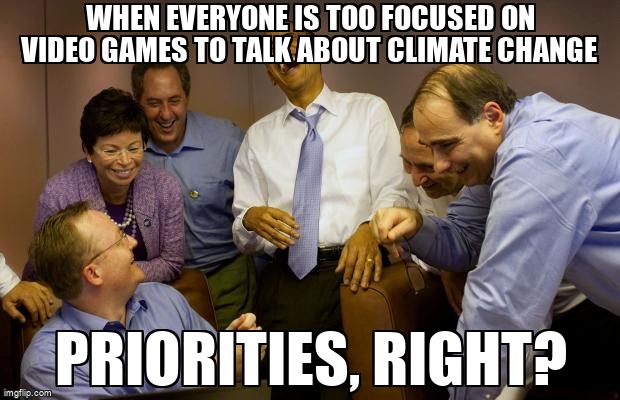 WHEN EVERYONE IS TOO FOCUSED ON
VIDEO GAMES TO TALK ABOUT CLIMATE CHANGE
PRIORITIES, RIGHT?
imgflip.com